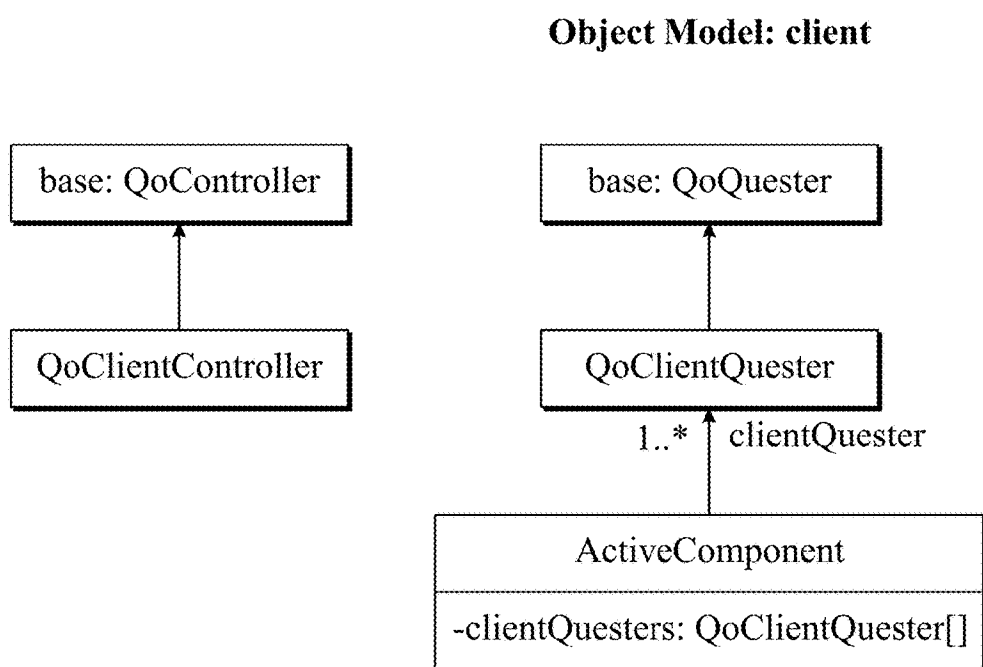 Object Model: client
base: QoController
base: QoQuester
QoClientController
QoClientQuester
1..* clientQuester
ActiveComponent
-clientQuesters: QoClientQuester[]